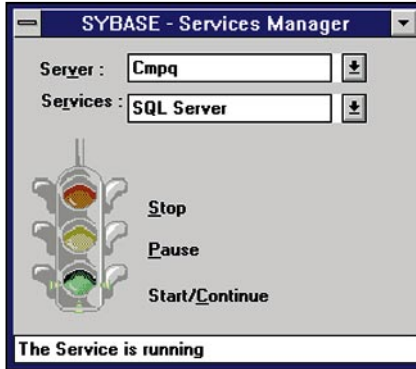 SYBASE - Services Manager
Server : Cmpq
Services : SQL Server
Stop
Pause
Start/Continue
The Service is running